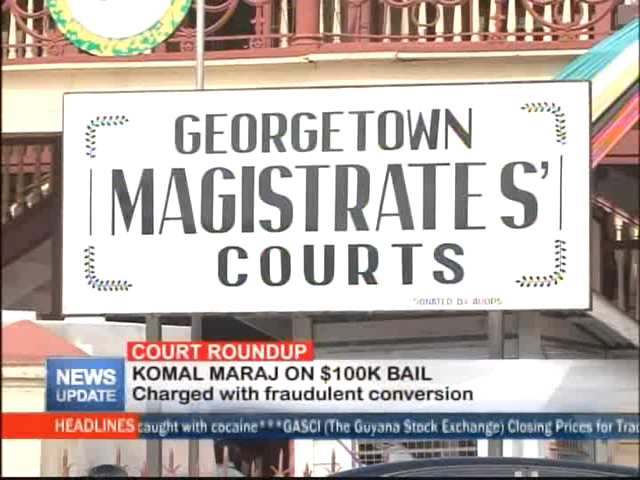 GEORGETOWN
MAGISTRATES'
COURTS
DONATED BY
COURT ROUNDUP
NEWS
UPDATE
KOMAL MARAJ ON $100K BAIL
Charged with fraudulent conversion
HEADLINES caught with cocaine***GASCI (The Guyana Stock Exchange) Closing Prices for